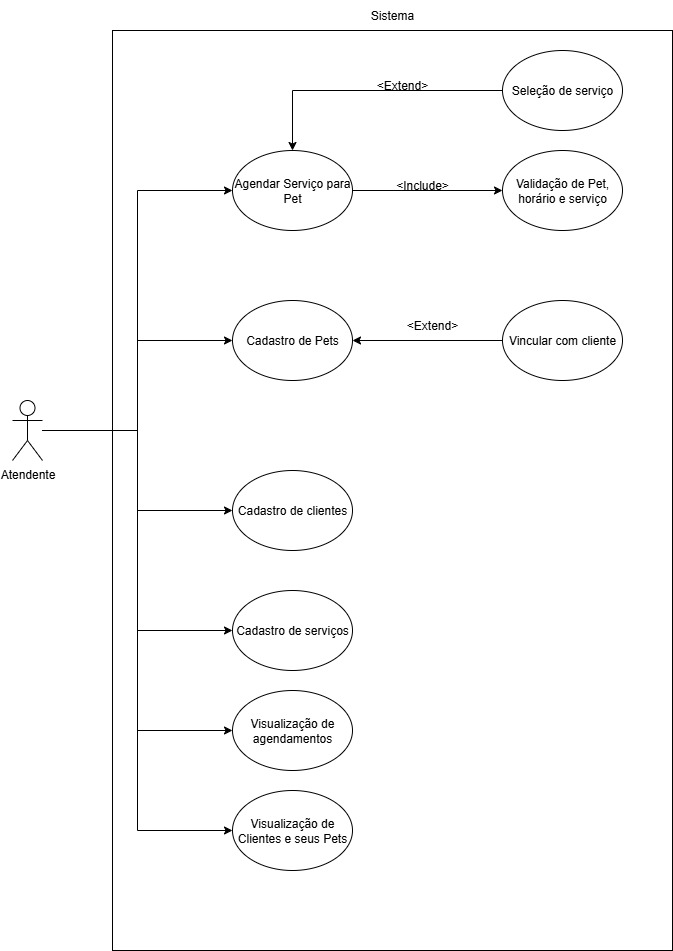 Sistema
<Extend>
Seleção de serviço
Agendar Serviço para
Pet
<Include>
Validação de Pet,
horário e serviço
<Extend>
Cadastro de Pets
Vincular com cliente
Atendente
Cadastro de clientes
Cadastro de serviços
Visualização de
agendamentos
Visualização de
Clientes e seus Pets